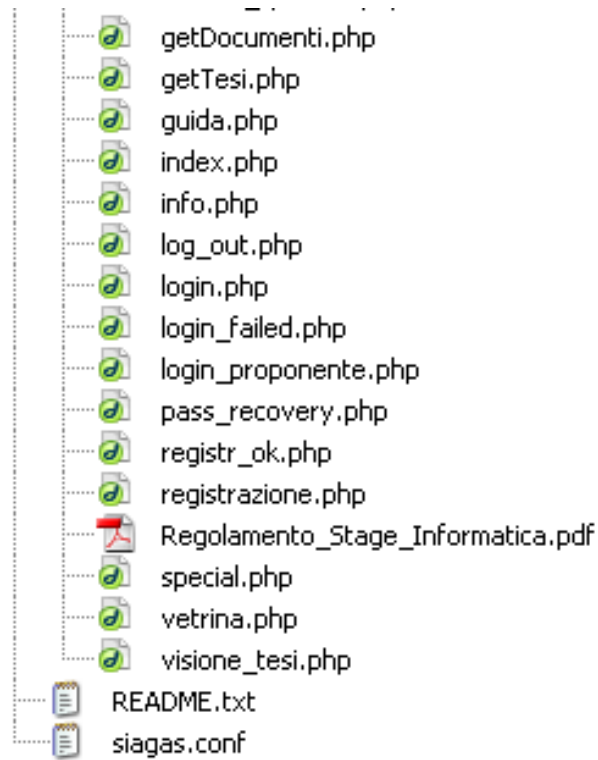 getDocumenti.php
getTesi.php
guida.php
index.php
info.php
log_out.php
login.php
login_failed.php
login_proponente.php
pass_recovery.php
registr_ok.php
registrazione.php
Regolamento_Stage_Informatica.pdf
special.php
vetrina.php
visione_tesi.php
README.txt
siagas.conf